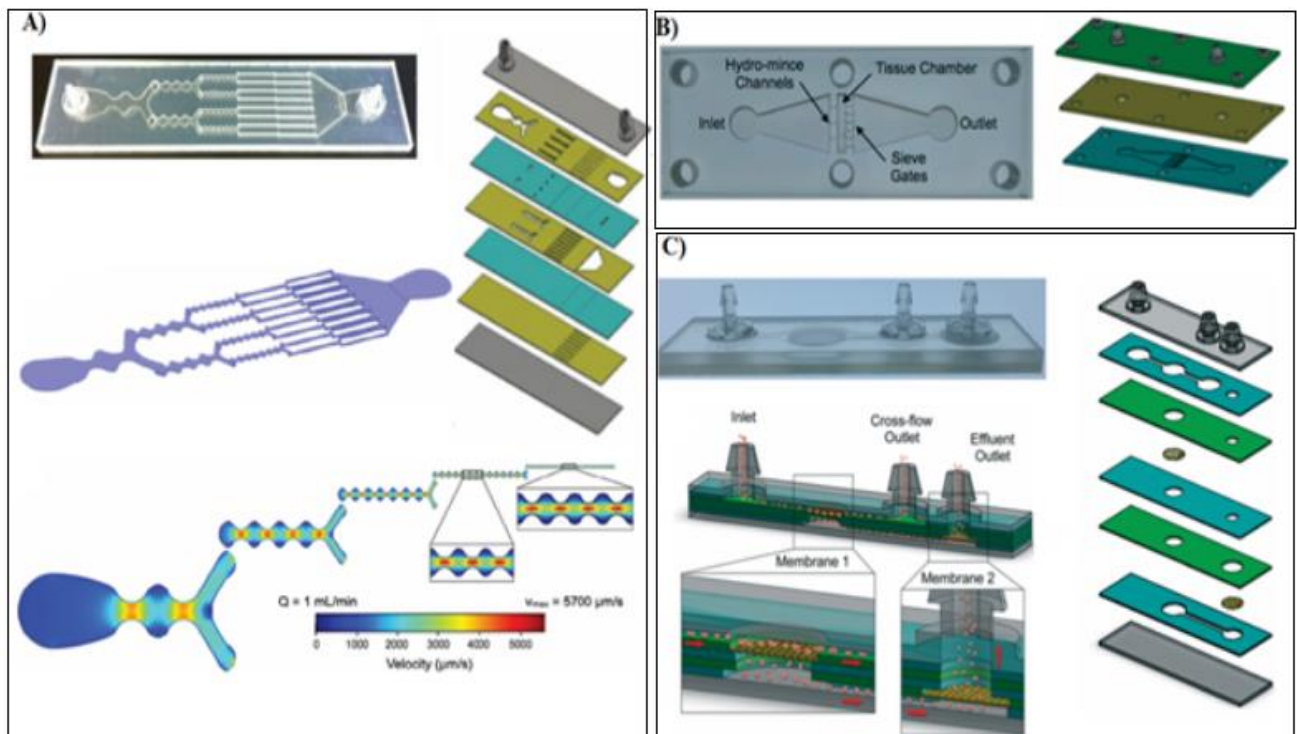 A)
Q = 1 mL/min
vmax = 5700 µm/s
0 1000 2000 3000 4000 5000
Velocity (µm/s)
B)
Hydro-mince
Channels
Tissue Chamber
Inlet
Outlet
Sieve
Gates
C)
Inlet
Cross-flow
Outlet
Effluent
Outlet
Membrane 1
Membrane 2